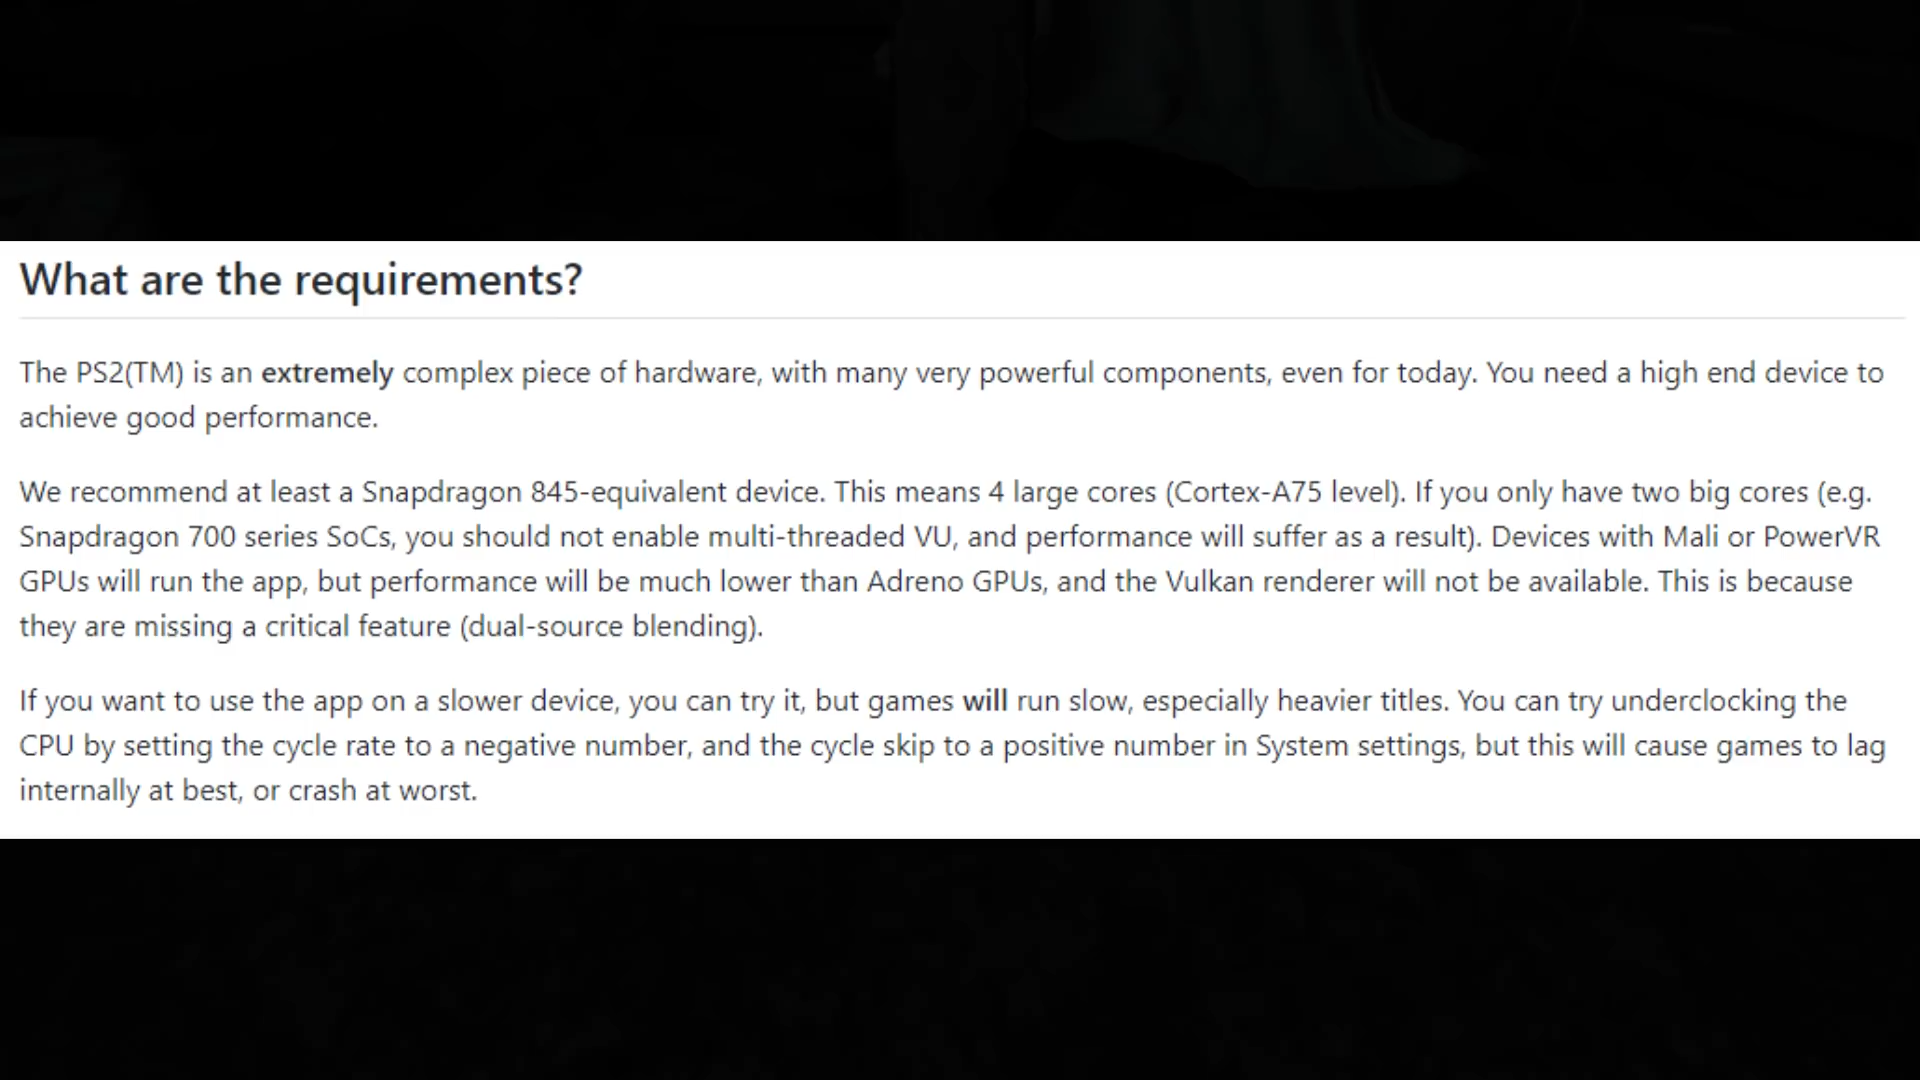 What are the requirements?
The PS2(TM) is an extremely complex piece of hardware, with many very powerful components, even for today. You need a high end device to
achieve good performance.
We recommend at least a Snapdragon 845-equivalent device. This means 4 large cores (Cortex-A75 level). If you only have two big cores (e.g.
Snapdragon 700 series SoCs, you should not enable multi-threaded VU, and performance will suffer as a result). Devices with Mali or PowerVR
GPUs will run the app, but performance will be much lower than Adreno GPUs, and the Vulkan renderer will not be available. This is because
they are missing a critical feature (dual-source blending).
If you want to use the app on a slower device, you can try it, but games will run slow, especially heavier titles. You can try underclocking the
CPU by setting the cycle rate to a negative number, and the cycle skip to a positive number in System settings, but this will cause games to lag
internally at best, or crash at worst.